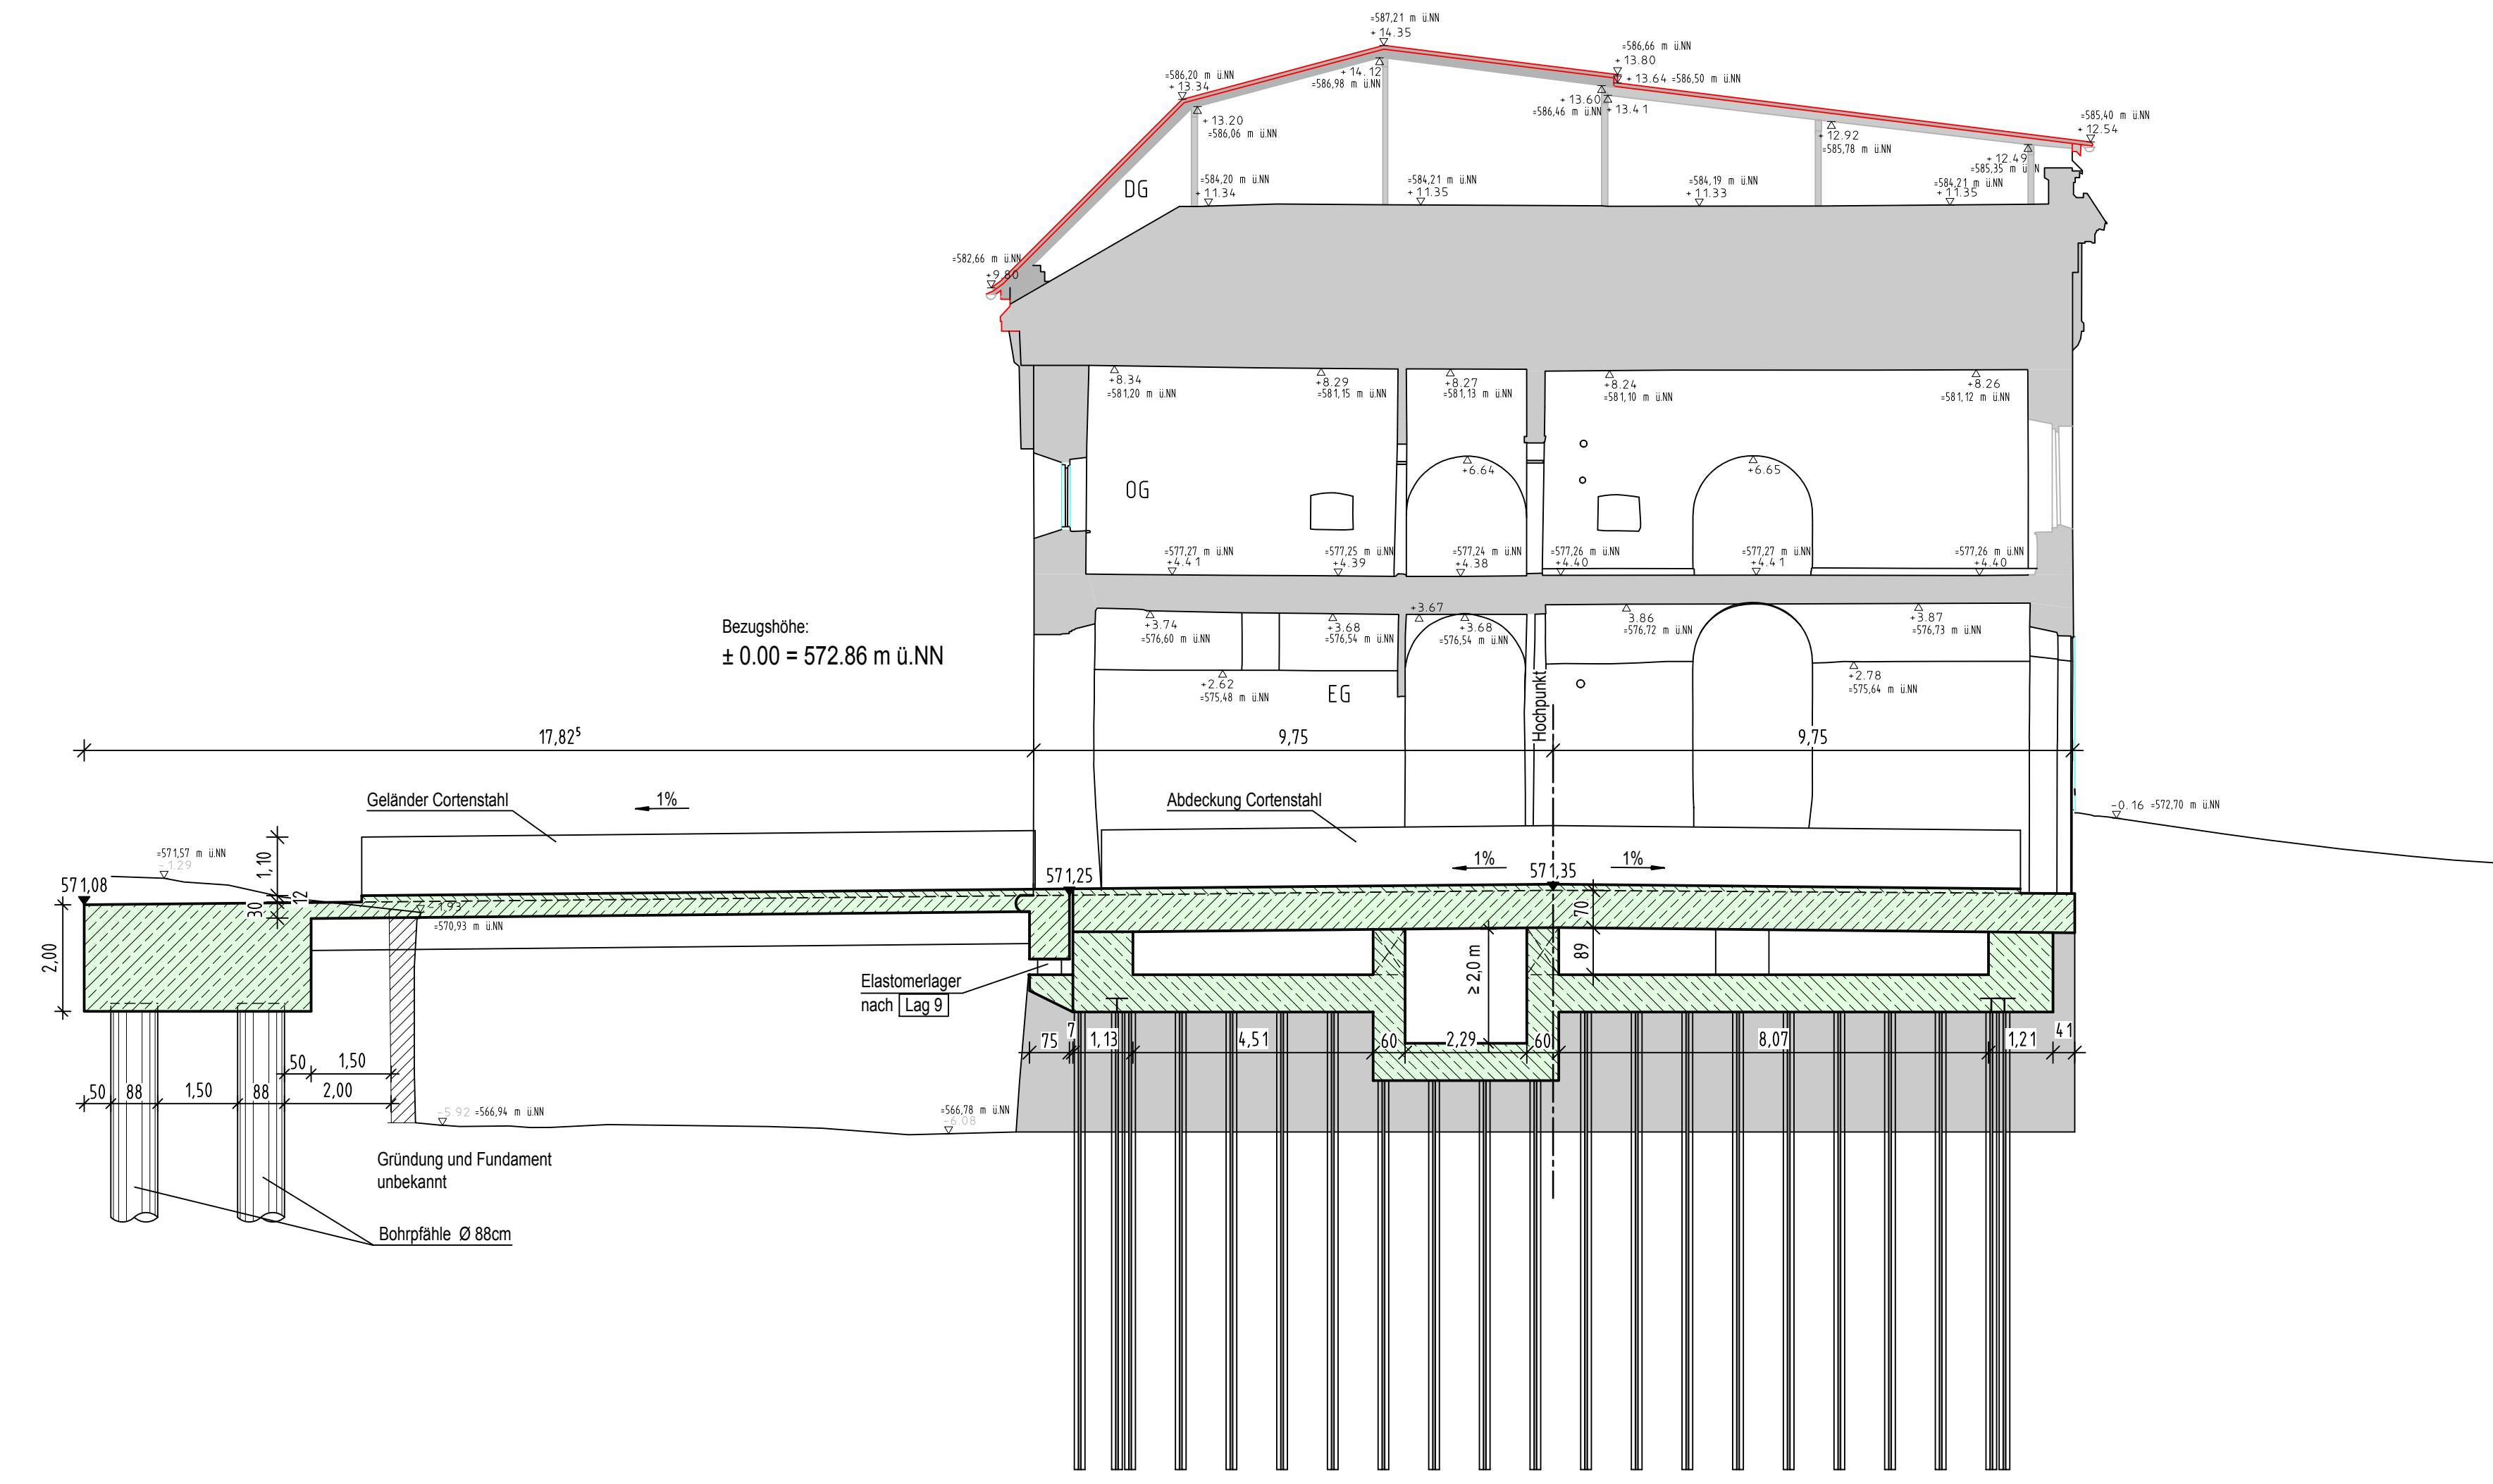 =587,21 m ü.NN
+ 14.35
=586,66 m ü.NN
+ 13.80
+ 13.64 =586,50 m ü.NN
=586,20 m ü.NN
+ 13.34
+ 14.12
=586,98 m ü.NN
+ 13.60
=586,46 m ü.NN
+ 13.41
+ 13.20
=586,06 m ü.NN
=585,40 m ü.NN
+ 12.54
+ 12.92
=585,78 m ü.NN
+ 12.49
=585,35 m ü.NN
DG
=584,20 m ü.NN
+ 11.34
=584,21 m ü.NN
+ 11.35
=584,19 m ü.NN
+ 11.33
=584,21 m ü.NN
+ 11.35
=582,66 m ü.NN
+9.80
+8.34
=581,20 m ü.NN
+8.29
=581,15 m ü.NN
+8.27
=581,13 m ü.NN
+8.24
=581,10 m ü.NN
+8.26
=581,12 m ü.NN
+6.64
+6.65
OG
=577,27 m ü.NN
+4.41
=577,25 m ü.NN
+4.39
=577,24 m ü.NN
+4.38
=577,26 m ü.NN
+4.40
=577,27 m ü.NN
+4.41
=577,26 m ü.NN
+4.40
+3.74
=576,60 m ü.NN
+3.68
=576,54 m ü.NN
+3.67
+3.68
=576,54 m ü.NN
3.86
=576,72 m ü.NN
+3.87
=576,73 m ü.NN
Bezugshöhe:
± 0.00 = 572.86 m ü.NN
+2.62
=575,48 m ü.NN
EG
Hochpunkt
+2.78
=575,64 m ü.NN
17,82⁵
9,75
9,75
Geländer Cortenstahl
1%
Abdeckung Cortenstahl
-0.16 =572,70 m ü.NN
=571,57 m ü.NN
-1.29
1,10
571,08
12
30
-1.93
=570,93 m ü.NN
571,25
1%
571,35
1%
2,00
70
89
≥ 2,0 m
Elastomerlager
nach Lag 9
75
7
1,13
4,51
60
2,29
60
8,07
1,21
41
50
1,50
50
88
1,50
88
2,00
-5.92 =566,94 m ü.NN
=566,78 m ü.NN
-6.08
Gründung und Fundament
unbekannt
Bohrpfähle Ø 88cm